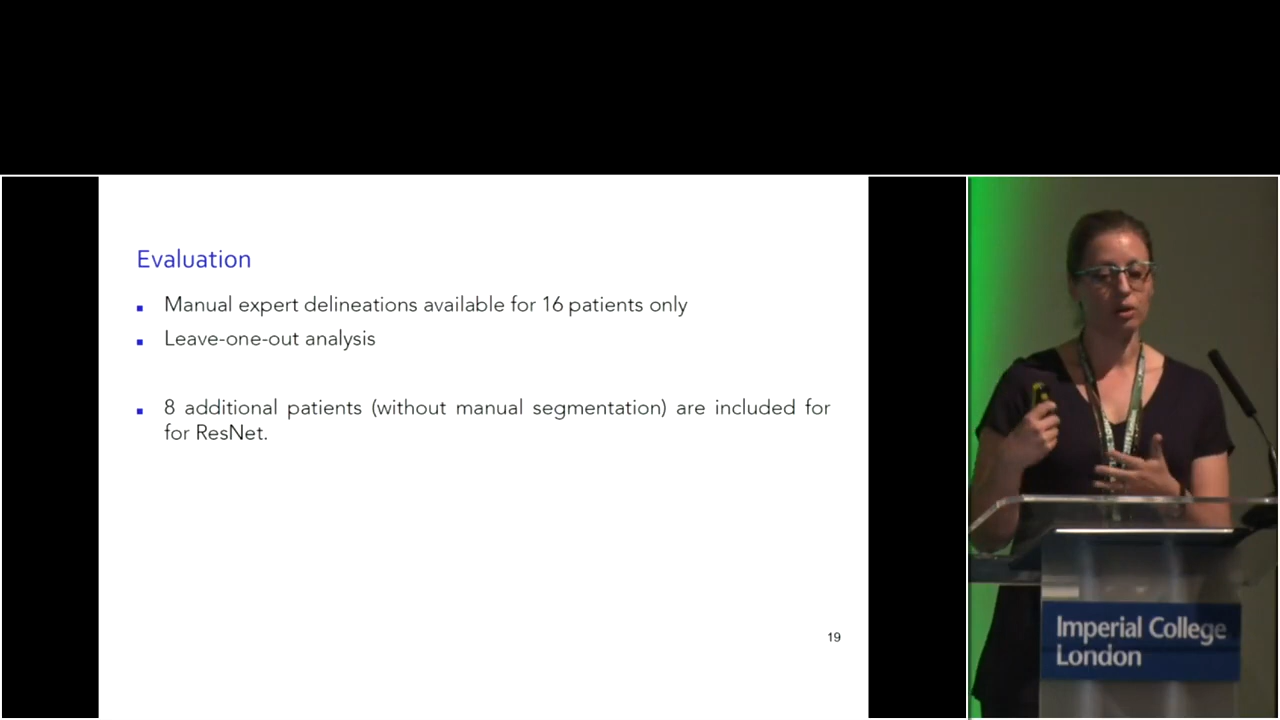 Evaluation
Manual expert delineations available for 16 patients only
Leave-one-out analysis
8 additional patients (without manual segmentation) are included for
for ResNet.
19
Imperial College
London